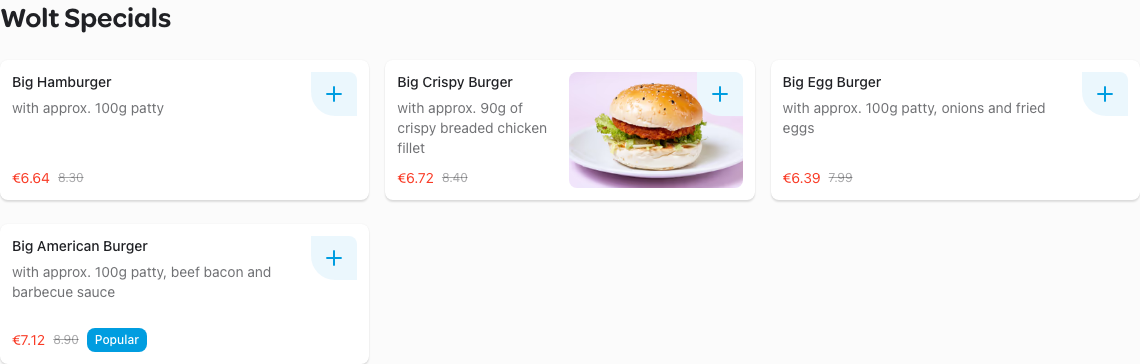 Wolt Specials
Big Hamburger
with approx. 100g patty
€6.64 8.30
Big Crispy Burger
with approx. 90g of
crispy breaded chicken
fillet
€6.72 8.40
Big Egg Burger
with approx. 100g patty, onions and fried
eggs
€6.39 7.99
Big American Burger
with approx. 100g patty, beef bacon and
barbecue sauce
€7.12 8.90 Popular